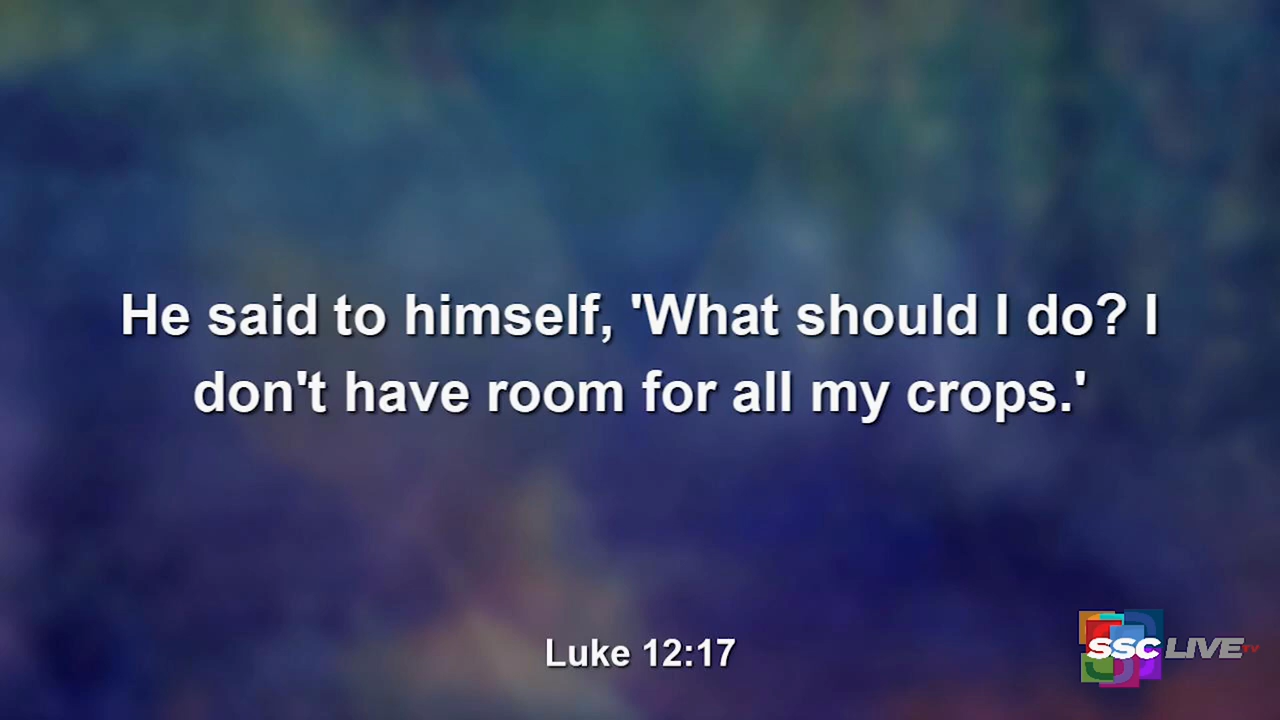 He said to himself, 'What should I do? I
don't have room for all my crops.'
Luke 12:17
SSC LIVE TV